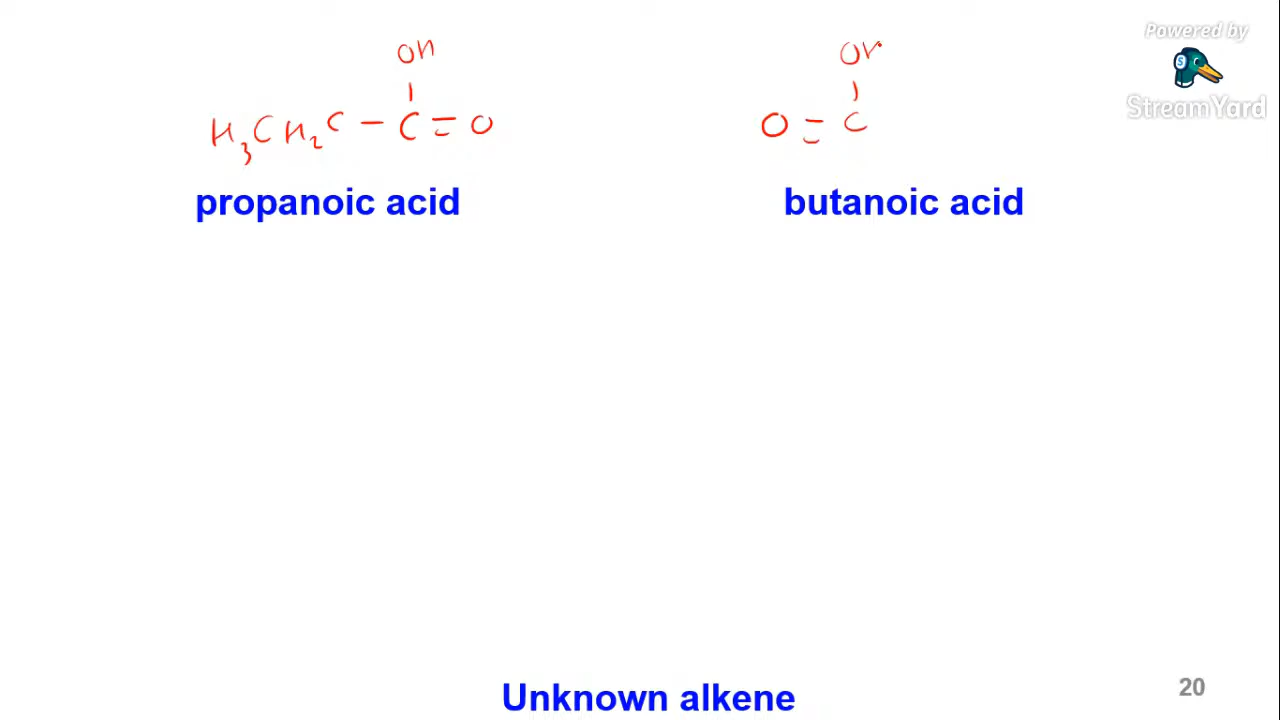 Powered by
StreamYard
OH OH
H3CH2C - C = O O = C
propanoic acid butanoic acid
Unknown alkene
20